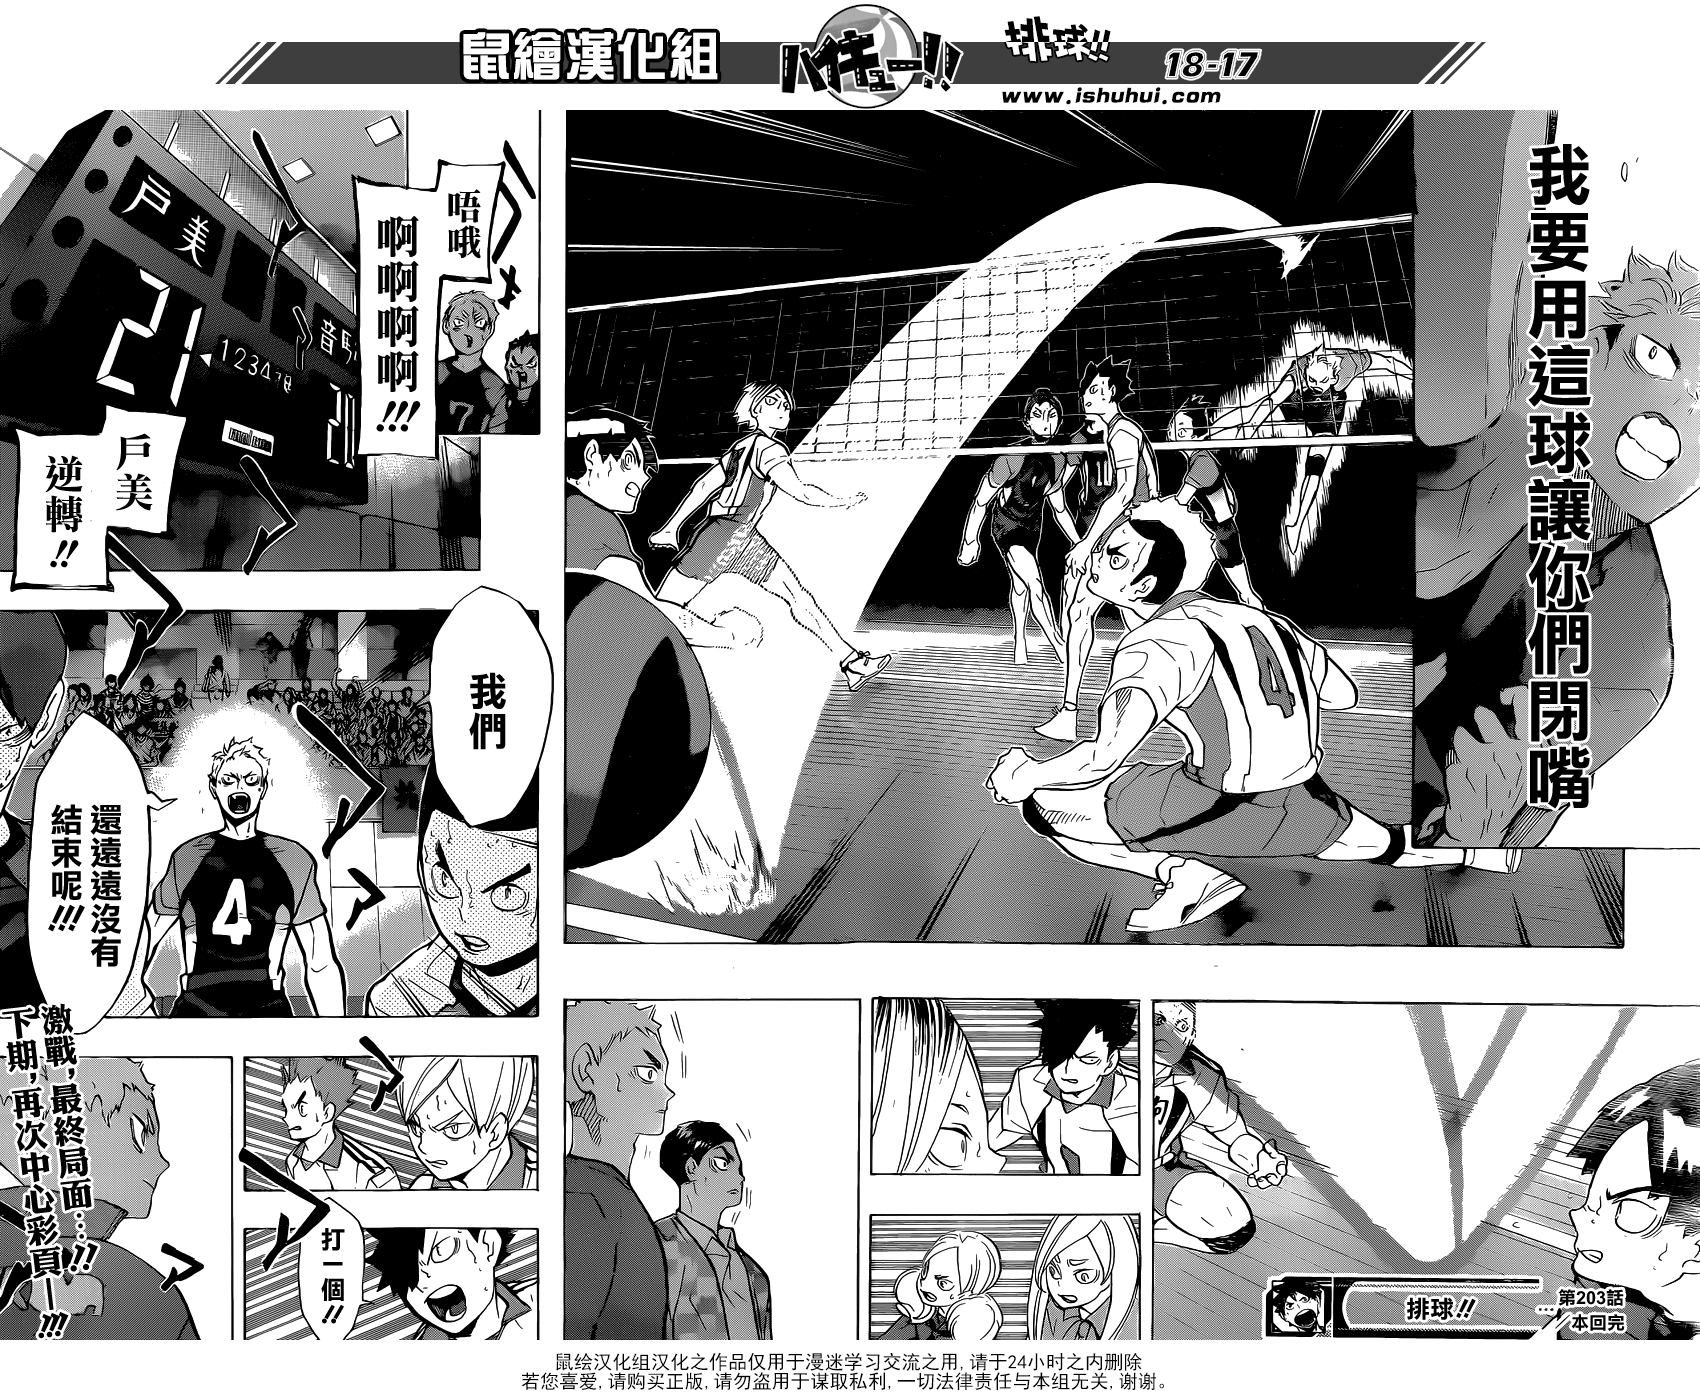 鼠繪漢化組
ハイキュー!!
排球!!
18-17
www.ishuhui.com
我要用這球讓你們閉嘴
唔哦
啊啊啊啊啊!!!
戶美
音駒
21
1234
7
戶美
逆轉!!
4
我們
還遠遠沒有
結束呢!!!
4
打一個!!
激戰，最終局面……!!
下期，再次中心彩頁——!!!
排球!!
…第203話
本回完
鼠绘汉化组汉化之作品仅用于漫迷学习交流之用，请于24小时之内删除
若您喜爱，请购买正版，请勿盗用于谋取私利，一切法律责任与本组无关，谢谢。